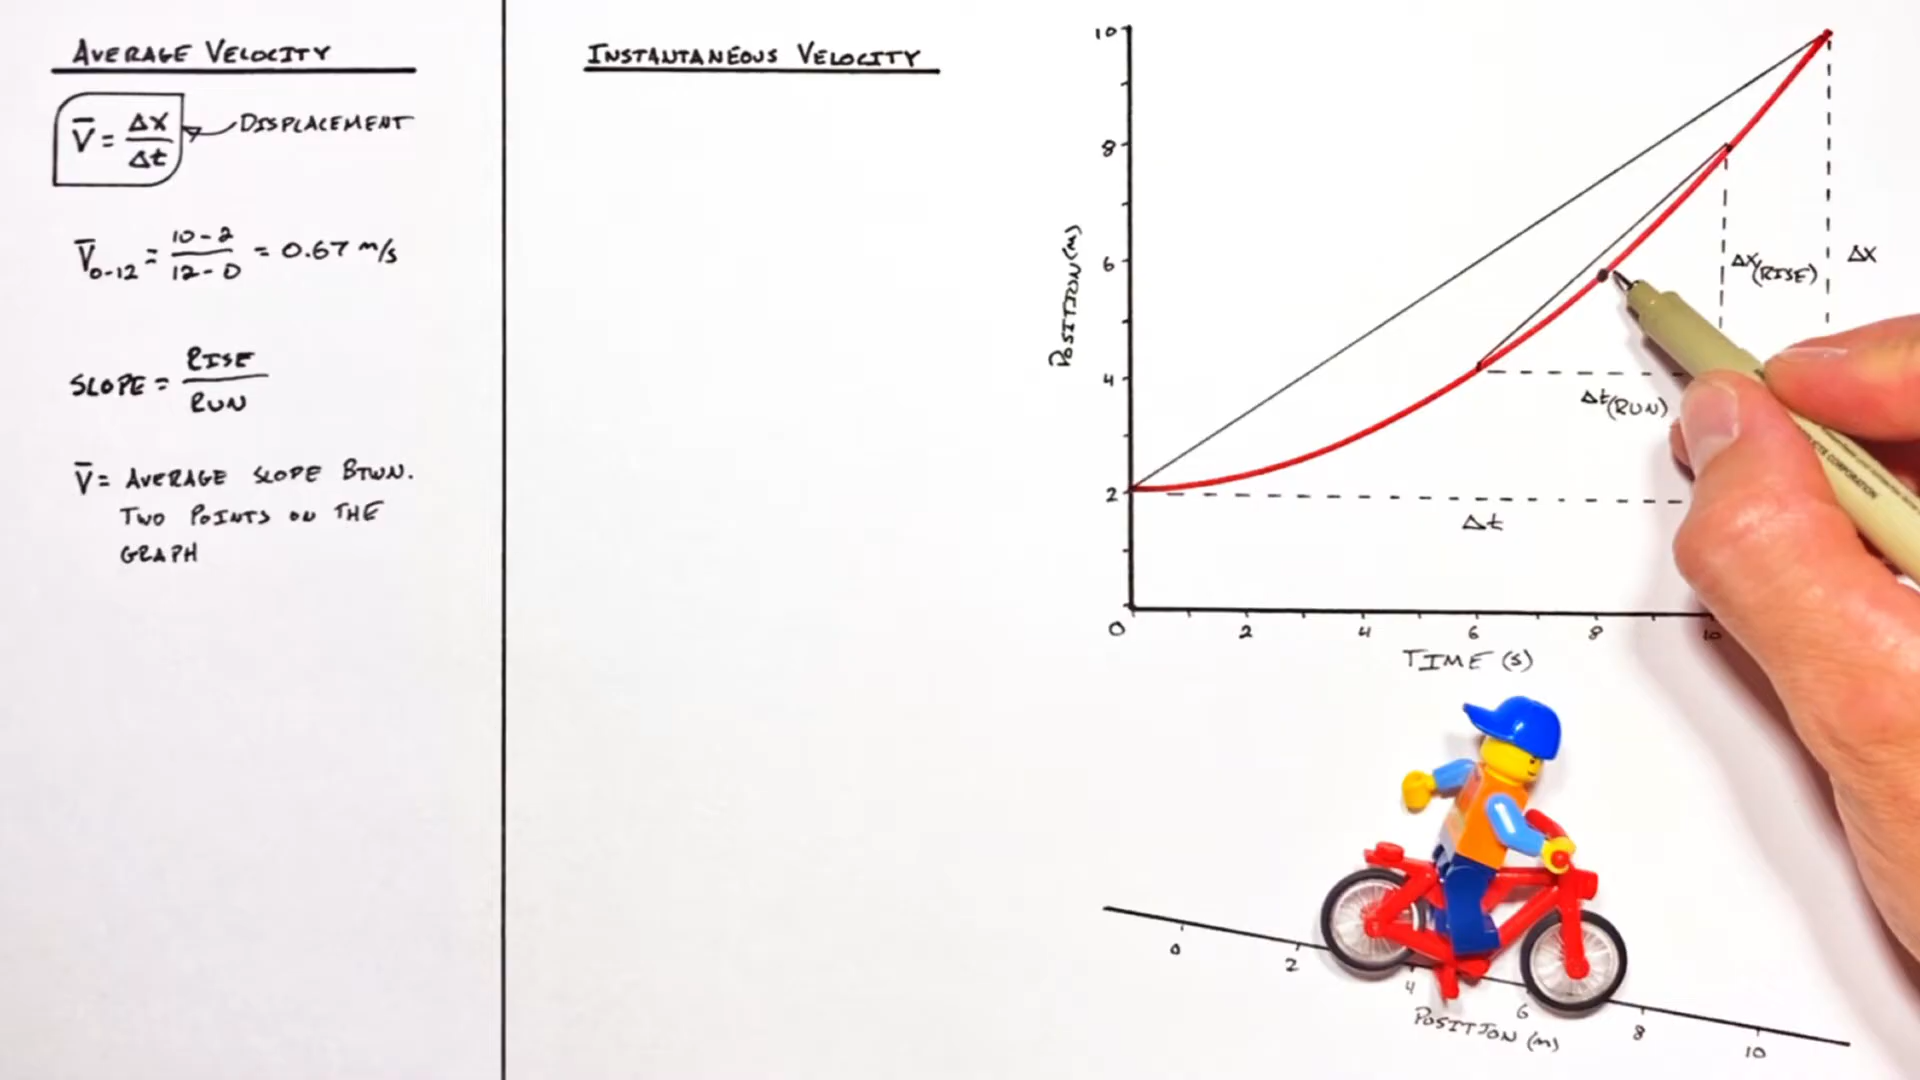 AVERAGE VELOCITY
V̅ = Δx/Δt
DISPLACEMENT
V̅0-12 = 10-2/12-0 = 0.67 m/s
SLOPE = RISE/RUN
V̅ = AVERAGE SLOPE BTWN.
TWO POINTS ON THE
GRAPH
INSTANTANEOUS VELOCITY
10
8
6
4
2
0
POSITION (m)
Δx
Δx (RISE)
Δt (RUN)
Δt
2 4 6 8 10
TIME (s)
0 2 4 6 8 10
POSITION (m)
CORPORATION